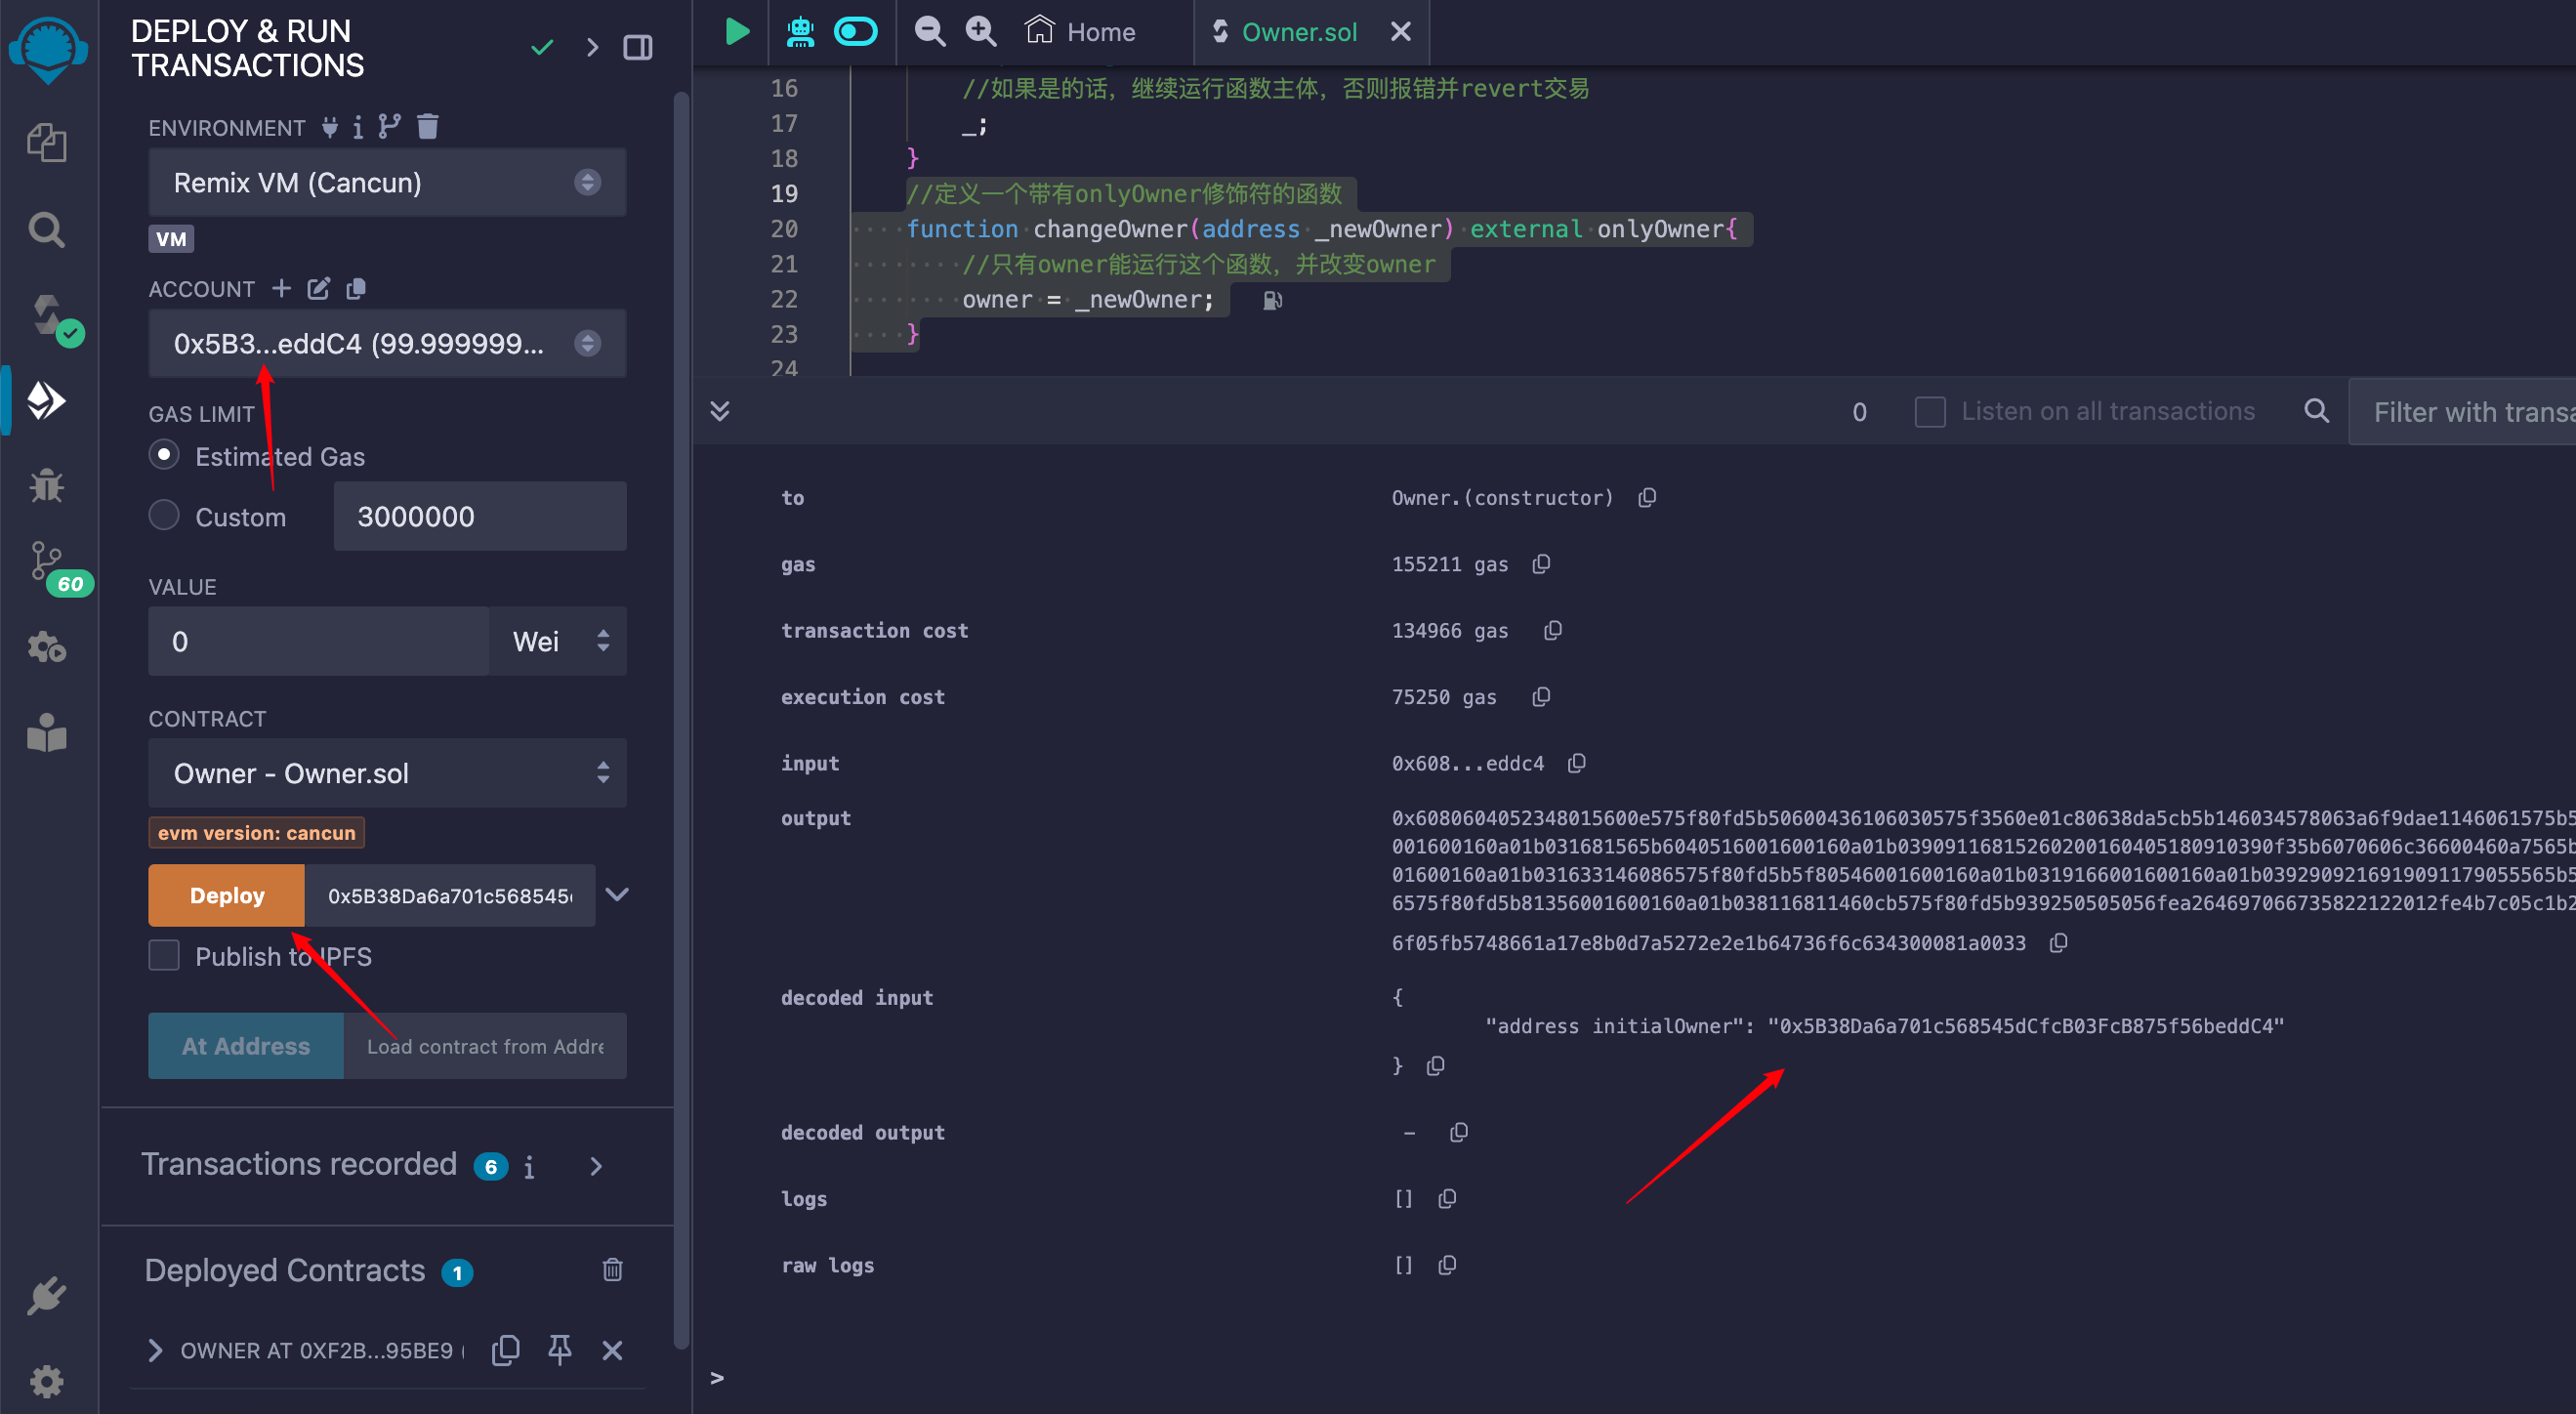 DEPLOY & RUN
TRANSACTIONS
ENVIRONMENT
Remix VM (Cancun)
VM
ACCOUNT
0x5B3...eddC4 (99.999999...
GAS LIMIT
Estimated Gas
Custom
3000000
VALUE
0
Wei
CONTRACT
Owner - Owner.sol
evm version: cancun
Deploy
0x5B38Da6a701c568545
Publish to IPFS
At Address
Load contract from Addre
Transactions recorded 6
Deployed Contracts 1
OWNER AT 0XF2B...95BE9 (
60
Home
Owner.sol
16 //如果是的话，继续运行函数主体，否则报错并revert交易
17 _;
18 }
19 //定义一个带有onlyOwner修饰符的函数
20 function changeOwner(address _newOwner) external onlyOwner{
21 //只有owner能运行这个函数，并改变owner
22 owner = _newOwner;
23 }
24
0
Listen on all transactions
Filter with transa
to Owner.(constructor)
gas 155211 gas
transaction cost 134966 gas
execution cost 75250 gas
input 0x608...eddc4
output 0x6080604052348015600e575f80fd5b50600436106030575f3560e01c80638da5cb5b146034578063a6f9dae1146061575b5
001600160a01b031681565b6040516001600160a01b03909116815260200160405180910390f35b6070606c36600460a7565b
01600160a01b031633146086575f80fd5b5f80546001600160a01b0319166001600160a01b0392909216919091179055565b5
6575f80fd5b81356001600160a01b038116811460cb575f80fd5b939250505056fea264697066735822122012fe4b7c05c1b2
6f05fb5748661a17e8b0d7a5272e2e1b64736f6c634300081a0033
decoded input {
"address initialOwner": "0x5B38Da6a701c568545dCfcB03FcB875f56beddC4"
}
decoded output -
logs []
raw logs []
>